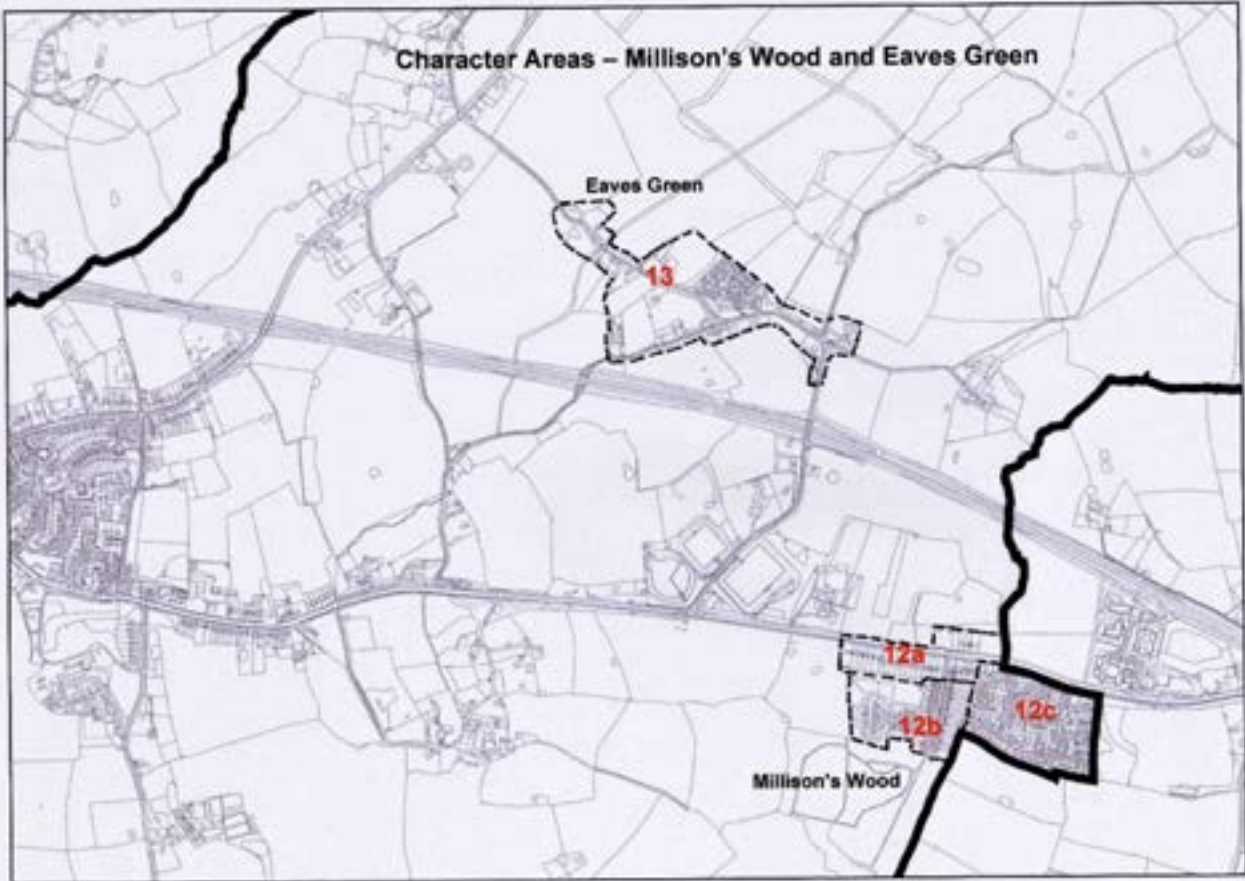 Character Areas – Millison's Wood and Eaves Green
Eaves Green
13
12a
12b
12c
Millison's Wood